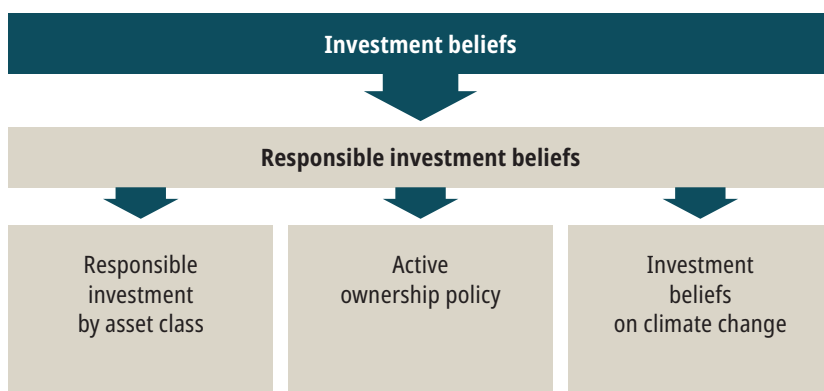 Investment beliefs
Responsible investment beliefs
Responsible
investment
by asset class
Active
ownership policy
Investment
beliefs
on climate change